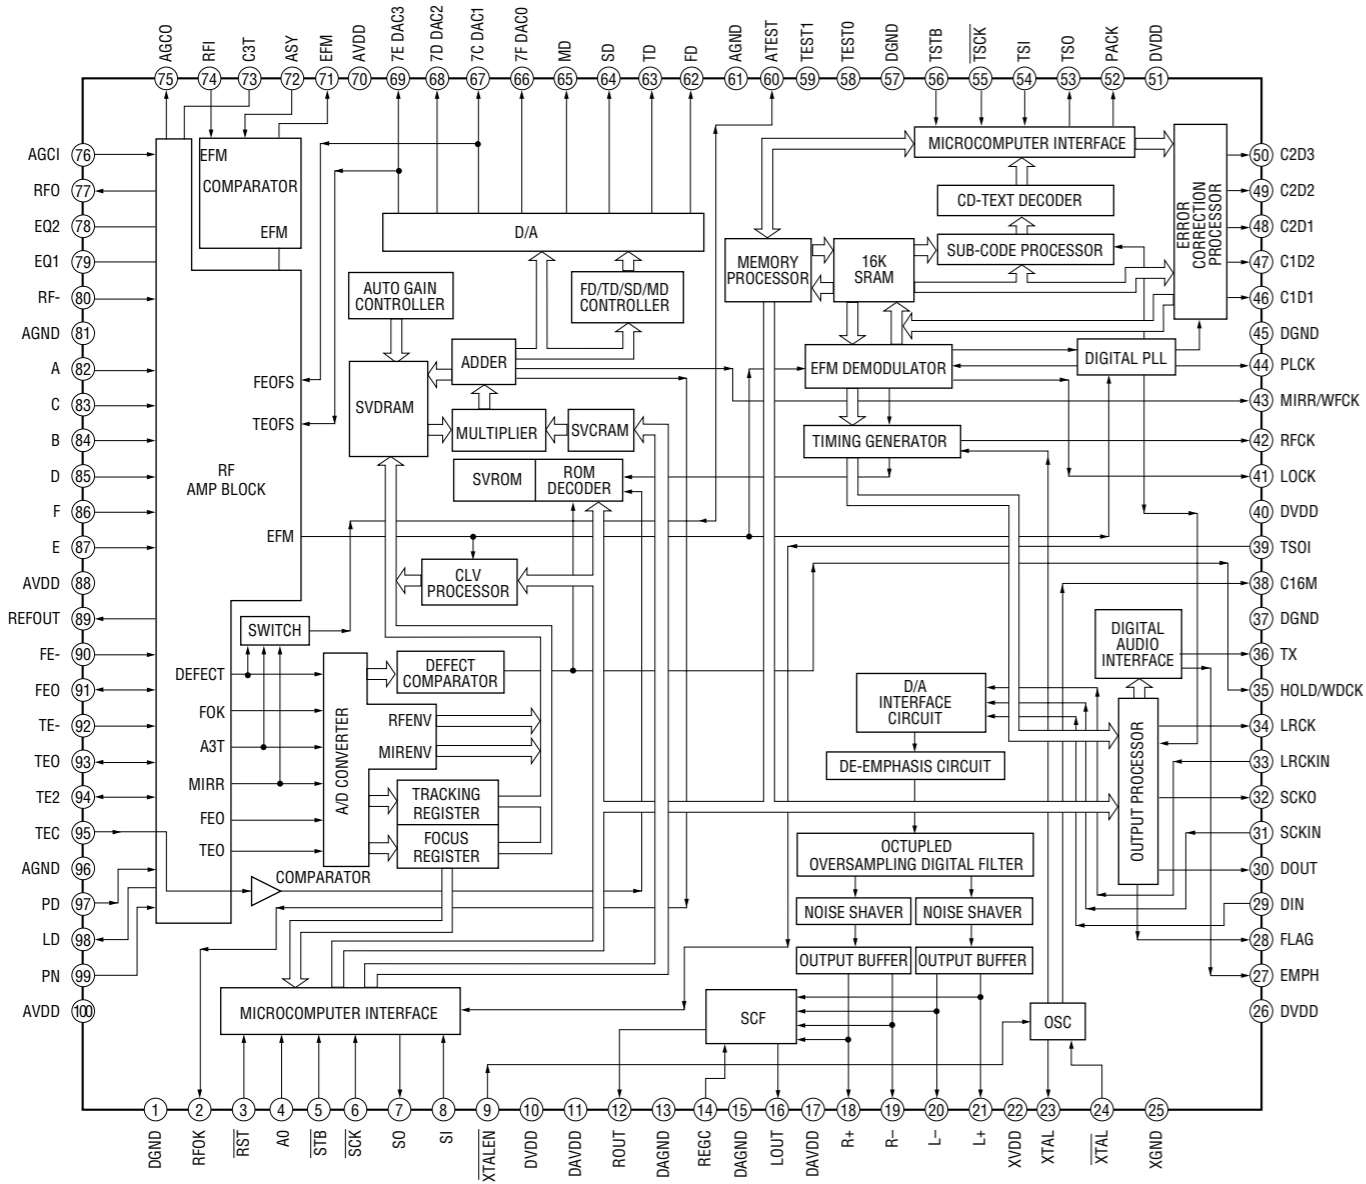 AGCO
RFI
C3T
ASY
EFM
AVDD
7E DAC3
7D DAC2
7C DAC1
7F DAC0
MD
SD
TD
FD
AGND
ATEST
TEST1
TEST0
DGND
TSTB
TSCK
TSI
TSO
PACK
DVDD
75 74 73 72 71 70 69 68 67 66 65 64 63 62 61 60 59 58 57 56 55 54 53 52 51
AGCI 76
RFO 77
EQ2 78
EQ1 79
RF- 80
AGND 81
A 82
C 83
B 84
D 85
F 86
E 87
AVDD 88
REFOUT 89
FE- 90
FEO 91
TE- 92
TEO 93
TE2 94
TEC 95
AGND 96
PD 97
LD 98
PN 99
AVDD 100
EFM
COMPARATOR
EFM
RF
AMP BLOCK
FEOFS
TEOFS
EFM
DEFECT
FOK
A3T
MIRR
FEO
TEO
SWITCH
A/D CONVERTER
COMPARATOR
D/A
AUTO GAIN
CONTROLLER
FD/TD/SD/MD
CONTROLLER
SVDRAM
ADDER
MULTIPLIER
SVCRAM
SVROM
ROM
DECODER
CLV
PROCESSOR
DEFECT
COMPARATOR
RFENV
MIRENV
TRACKING
REGISTER
FOCUS
REGISTER
MICROCOMPUTER INTERFACE
MICROCOMPUTER INTERFACE
CD-TEXT DECODER
SUB-CODE PROCESSOR
MEMORY
PROCESSOR
16K
SRAM
ERROR
CORRECTION
PROCESSOR
EFM DEMODULATOR
DIGITAL PLL
TIMING GENERATOR
DIGITAL
AUDIO
INTERFACE
D/A
INTERFACE
CIRCUIT
DE-EMPHASIS CIRCUIT
OUTPUT PROCESSOR
OCTUPLED
OVERSAMPLING DIGITAL FILTER
NOISE SHAVER
NOISE SHAVER
OUTPUT BUFFER
OUTPUT BUFFER
SCF
OSC
50 C2D3
49 C2D2
48 C2D1
47 C1D2
46 C1D1
45 DGND
44 PLCK
43 MIRR/WFCK
42 RFCK
41 LOCK
40 DVDD
39 TSOI
38 C16M
37 DGND
36 TX
35 HOLD/WDCK
34 LRCK
33 LRCKIN
32 SCKO
31 SCKIN
30 DOUT
29 DIN
28 FLAG
27 EMPH
26 DVDD
1 2 3 4 5 6 7 8 9 10 11 12 13 14 15 16 17 18 19 20 21 22 23 24 25
DGND
RFOK
RST
A0
STB
SCK
SO
SI
XTALEN
DVDD
DAVDD
ROUT
DAGND
REGC
DAGND
LOUT
DAVDD
R+
R−
L−
L+
XVDD
XTAL
XTAL
XGND